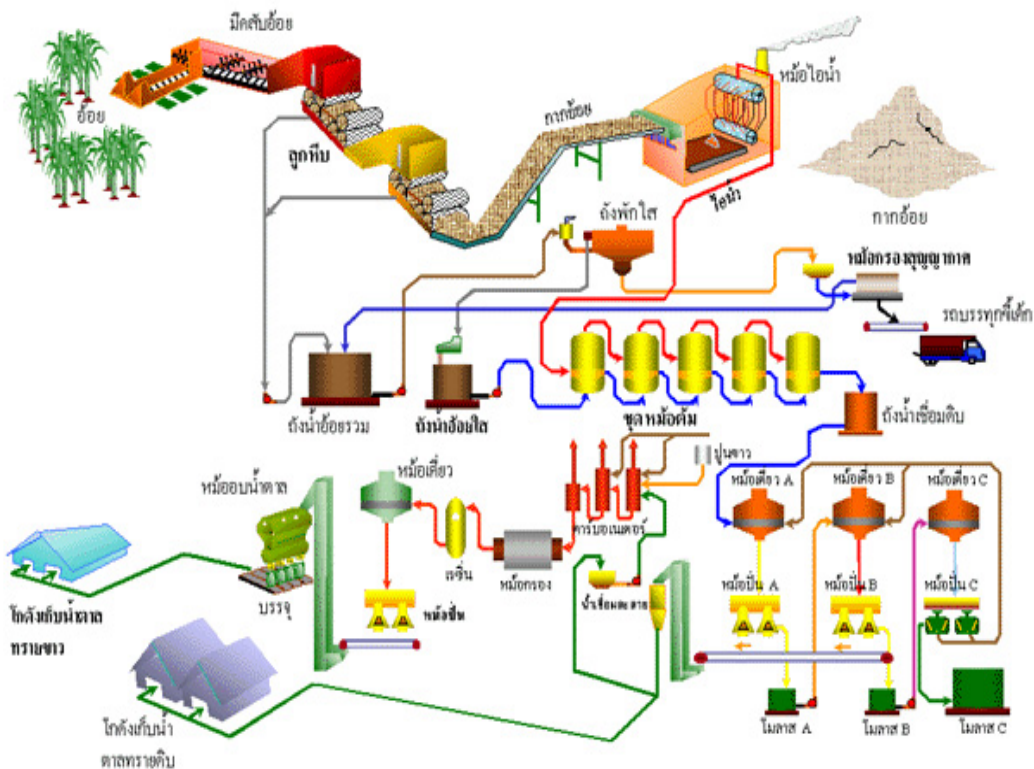 มีดสับอ้อย
หม้อไอน้ำ
อ้อย
กากอ้อย
ลูกหีบ
ไอน้ำ
กากอ้อย
ถังพักใส
หม้อกรองสุญญากาศ
รถบรรทุกขี้เค้ก
ถังน้ำอ้อยรวม
ถังน้ำอ้อยใส
ชุดหม้อต้ม
ถังน้ำเชื่อมดิบ
หม้อเคี่ยว
ปูนขาว
หม้ออบน้ำตาล
หม้อเคี่ยว A
หม้อเคี่ยว B
หม้อเคี่ยว C
คาร์บอเนเตอร์
เรซิ่น
หม้อกรอง
หม้อปั่น A
หม้อปั่น B
หม้อปั่น C
บรรจุ
หม้อปั่น
น้ำเชื่อมละลาย
โกดังเก็บน้ำตาล
ทรายขาว
โกดังเก็บน้ำ
ตาลทรายดิบ
โมลาส A
โมลาส B
โมลาส C